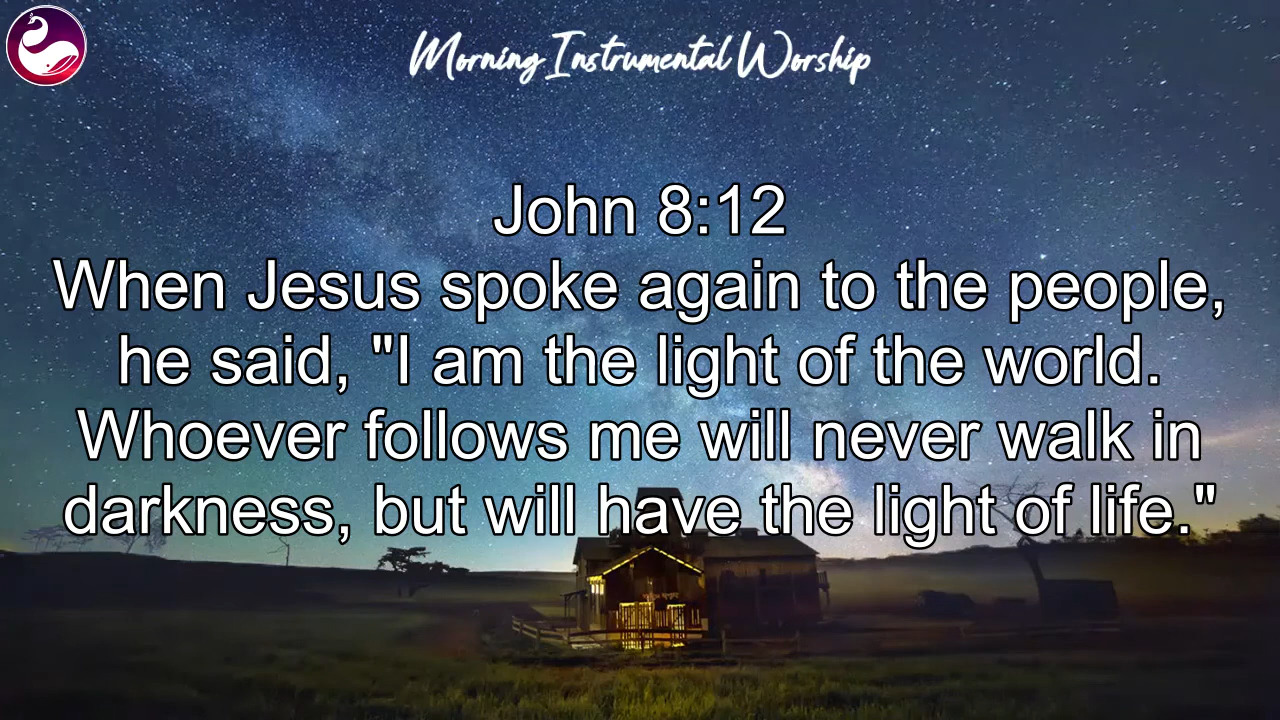 Morning Instrumental Worship
John 8:12
When Jesus spoke again to the people,
he said, "I am the light of the world.
Whoever follows me will never walk in
darkness, but will have the light of life."